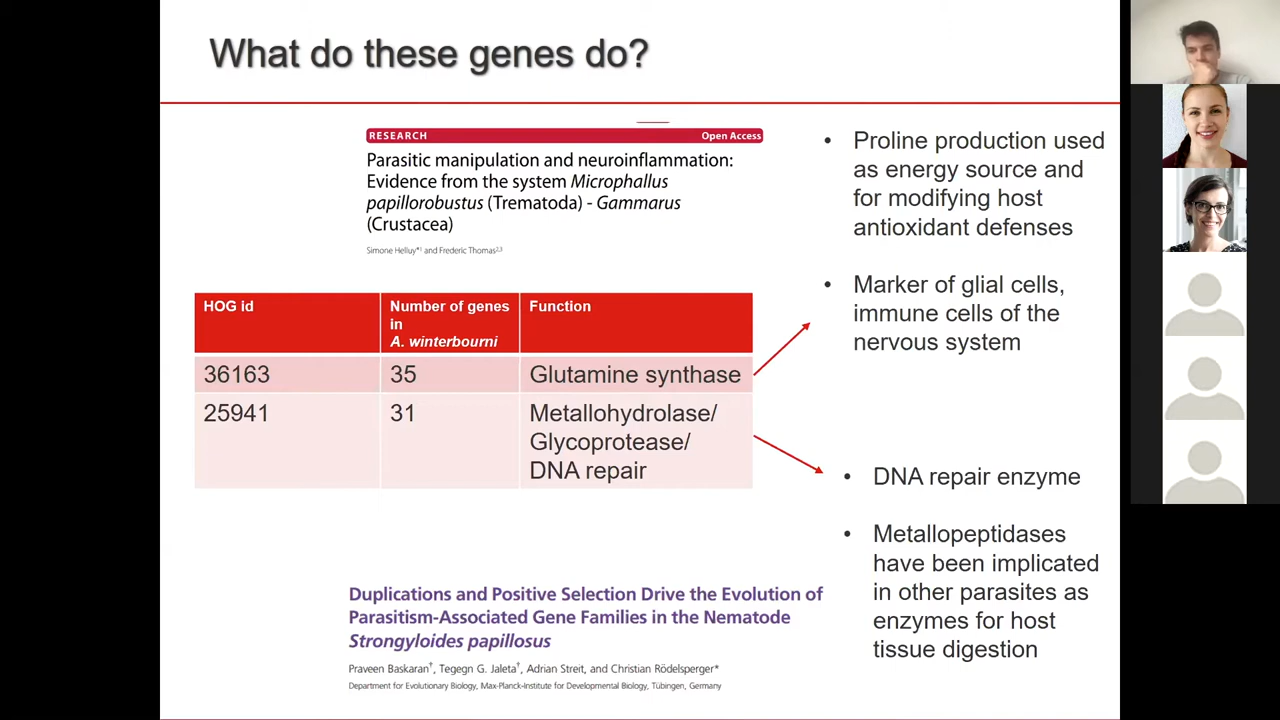 What do these genes do?
RESEARCH Open Access
Parasitic manipulation and neuroinflammation:
Evidence from the system Microphallus
papillorobustus (Trematoda) - Gammarus
(Crustacea)
Simone Helluy*1 and Frederic Thomas2,3
HOG id
Number of genes
in
A. winterbourni
Function
36163
35
Glutamine synthase
25941
31
Metallohydrolase/
Glycoprotease/
DNA repair
• Proline production used
as energy source and
for modifying host
antioxidant defenses
• Marker of glial cells,
immune cells of the
nervous system
• DNA repair enzyme
• Metallopeptidases
have been implicated
in other parasites as
enzymes for host
tissue digestion
Duplications and Positive Selection Drive the Evolution of
Parasitism-Associated Gene Families in the Nematode
Strongyloides papillosus
Praveen Baskaran†, Tegegn G. Jaleta†, Adrian Streit, and Christian Rödelsperger*
Department for Evolutionary Biology, Max-Planck-Institute for Developmental Biology, Tübingen, Germany